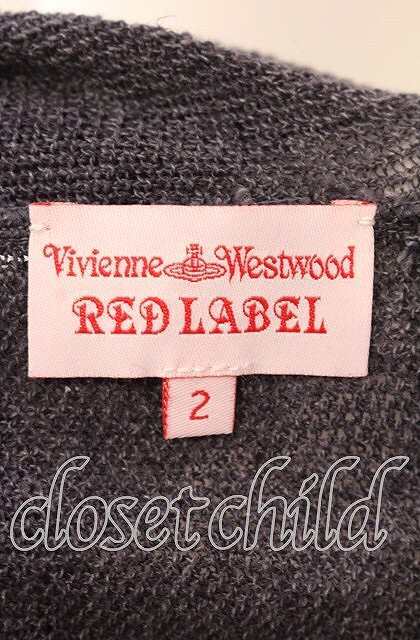 Vivienne Westwood
RED LABEL
2
closet child